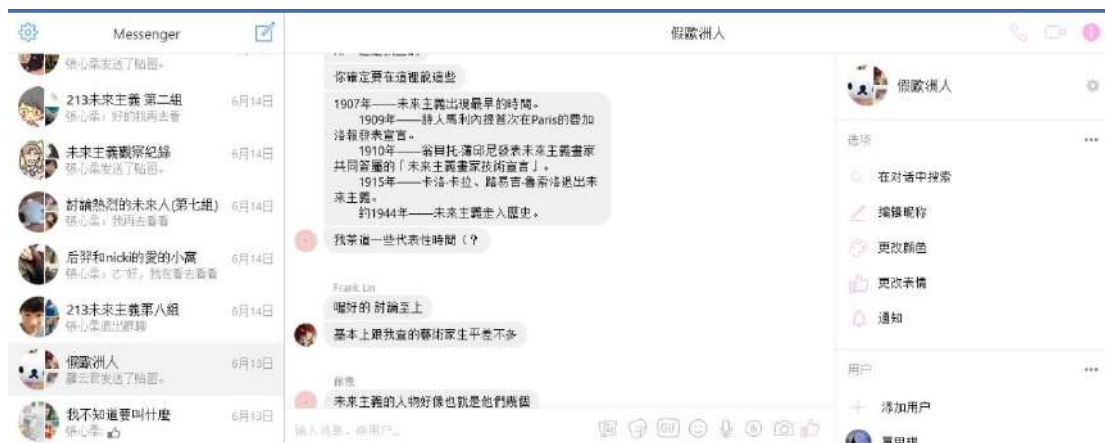 Messenger
假歐洲人
張心柔发送了贴图。
213未來主義 第二組
6月14日
張心柔：好的我再去看
未來主義觀察紀錄
6月14日
張心柔发送了贴图。
討論熱烈的未來人(第七組)
6月14日
張心柔：我再去看看
后羿和nicki的愛的小窩
6月14日
張心柔：好，我在看去看看
213未來主義第八組
6月14日
張心柔退出群聊
假歐洲人
6月13日
羅云君发送了贴图。
我不知道要叫什麼
6月13日
張心柔：
你確定要在這裡說這些
1907年——未來主義出現最早的時間。
1909年——詩人馬利內提首次在Paris的費加
洛報發表宣言。
1910年——翁貝托·薄邱尼發表未來主義畫家
共同簽屬的「未來主義畫家技術宣言」。
1915年——卡洛·卡拉、路易吉·魯索洛退出未
來主義。
約1944年——未來主義走入歷史。
我茶道一些代表性時間（？
Frank Lin
喔好的 討論至上
基本上跟我查的藝術家生平差不多
未來主義的人物好像也就是他們幾個
输入消息，@用户...
GIF
假歐洲人
选项
在对话中搜索
编辑昵称
更改颜色
更改表情
通知
用户
添加用户